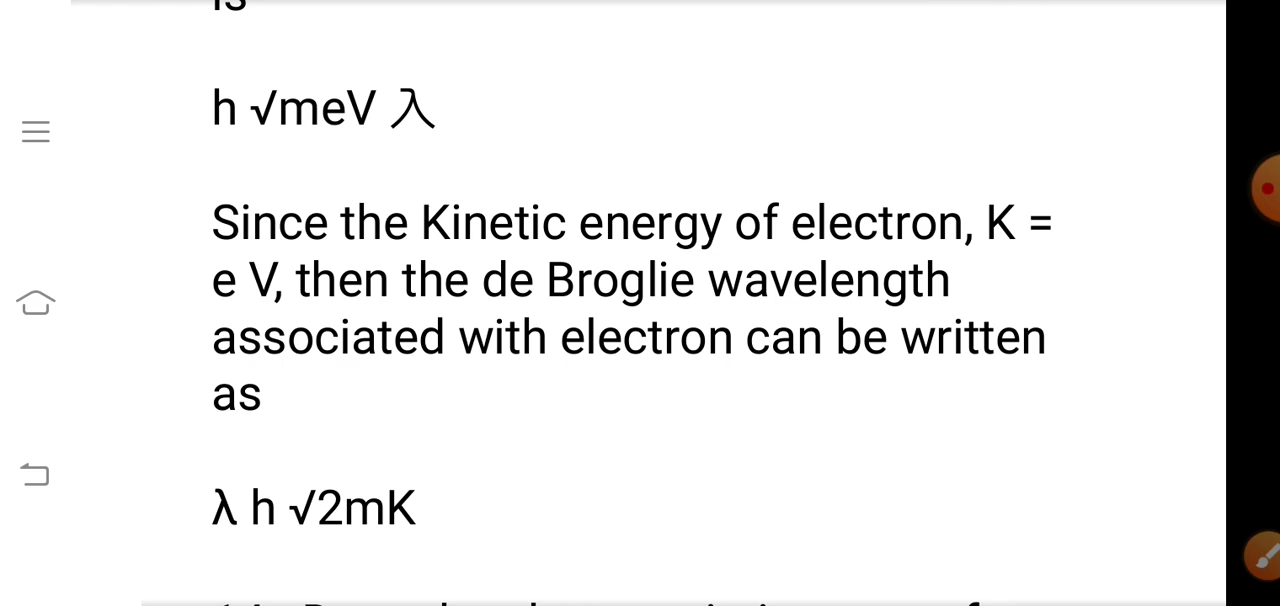 h √meV 入
Since the Kinetic energy of electron, K =
e V, then the de Broglie wavelength
associated with electron can be written
as
λ h √2mK